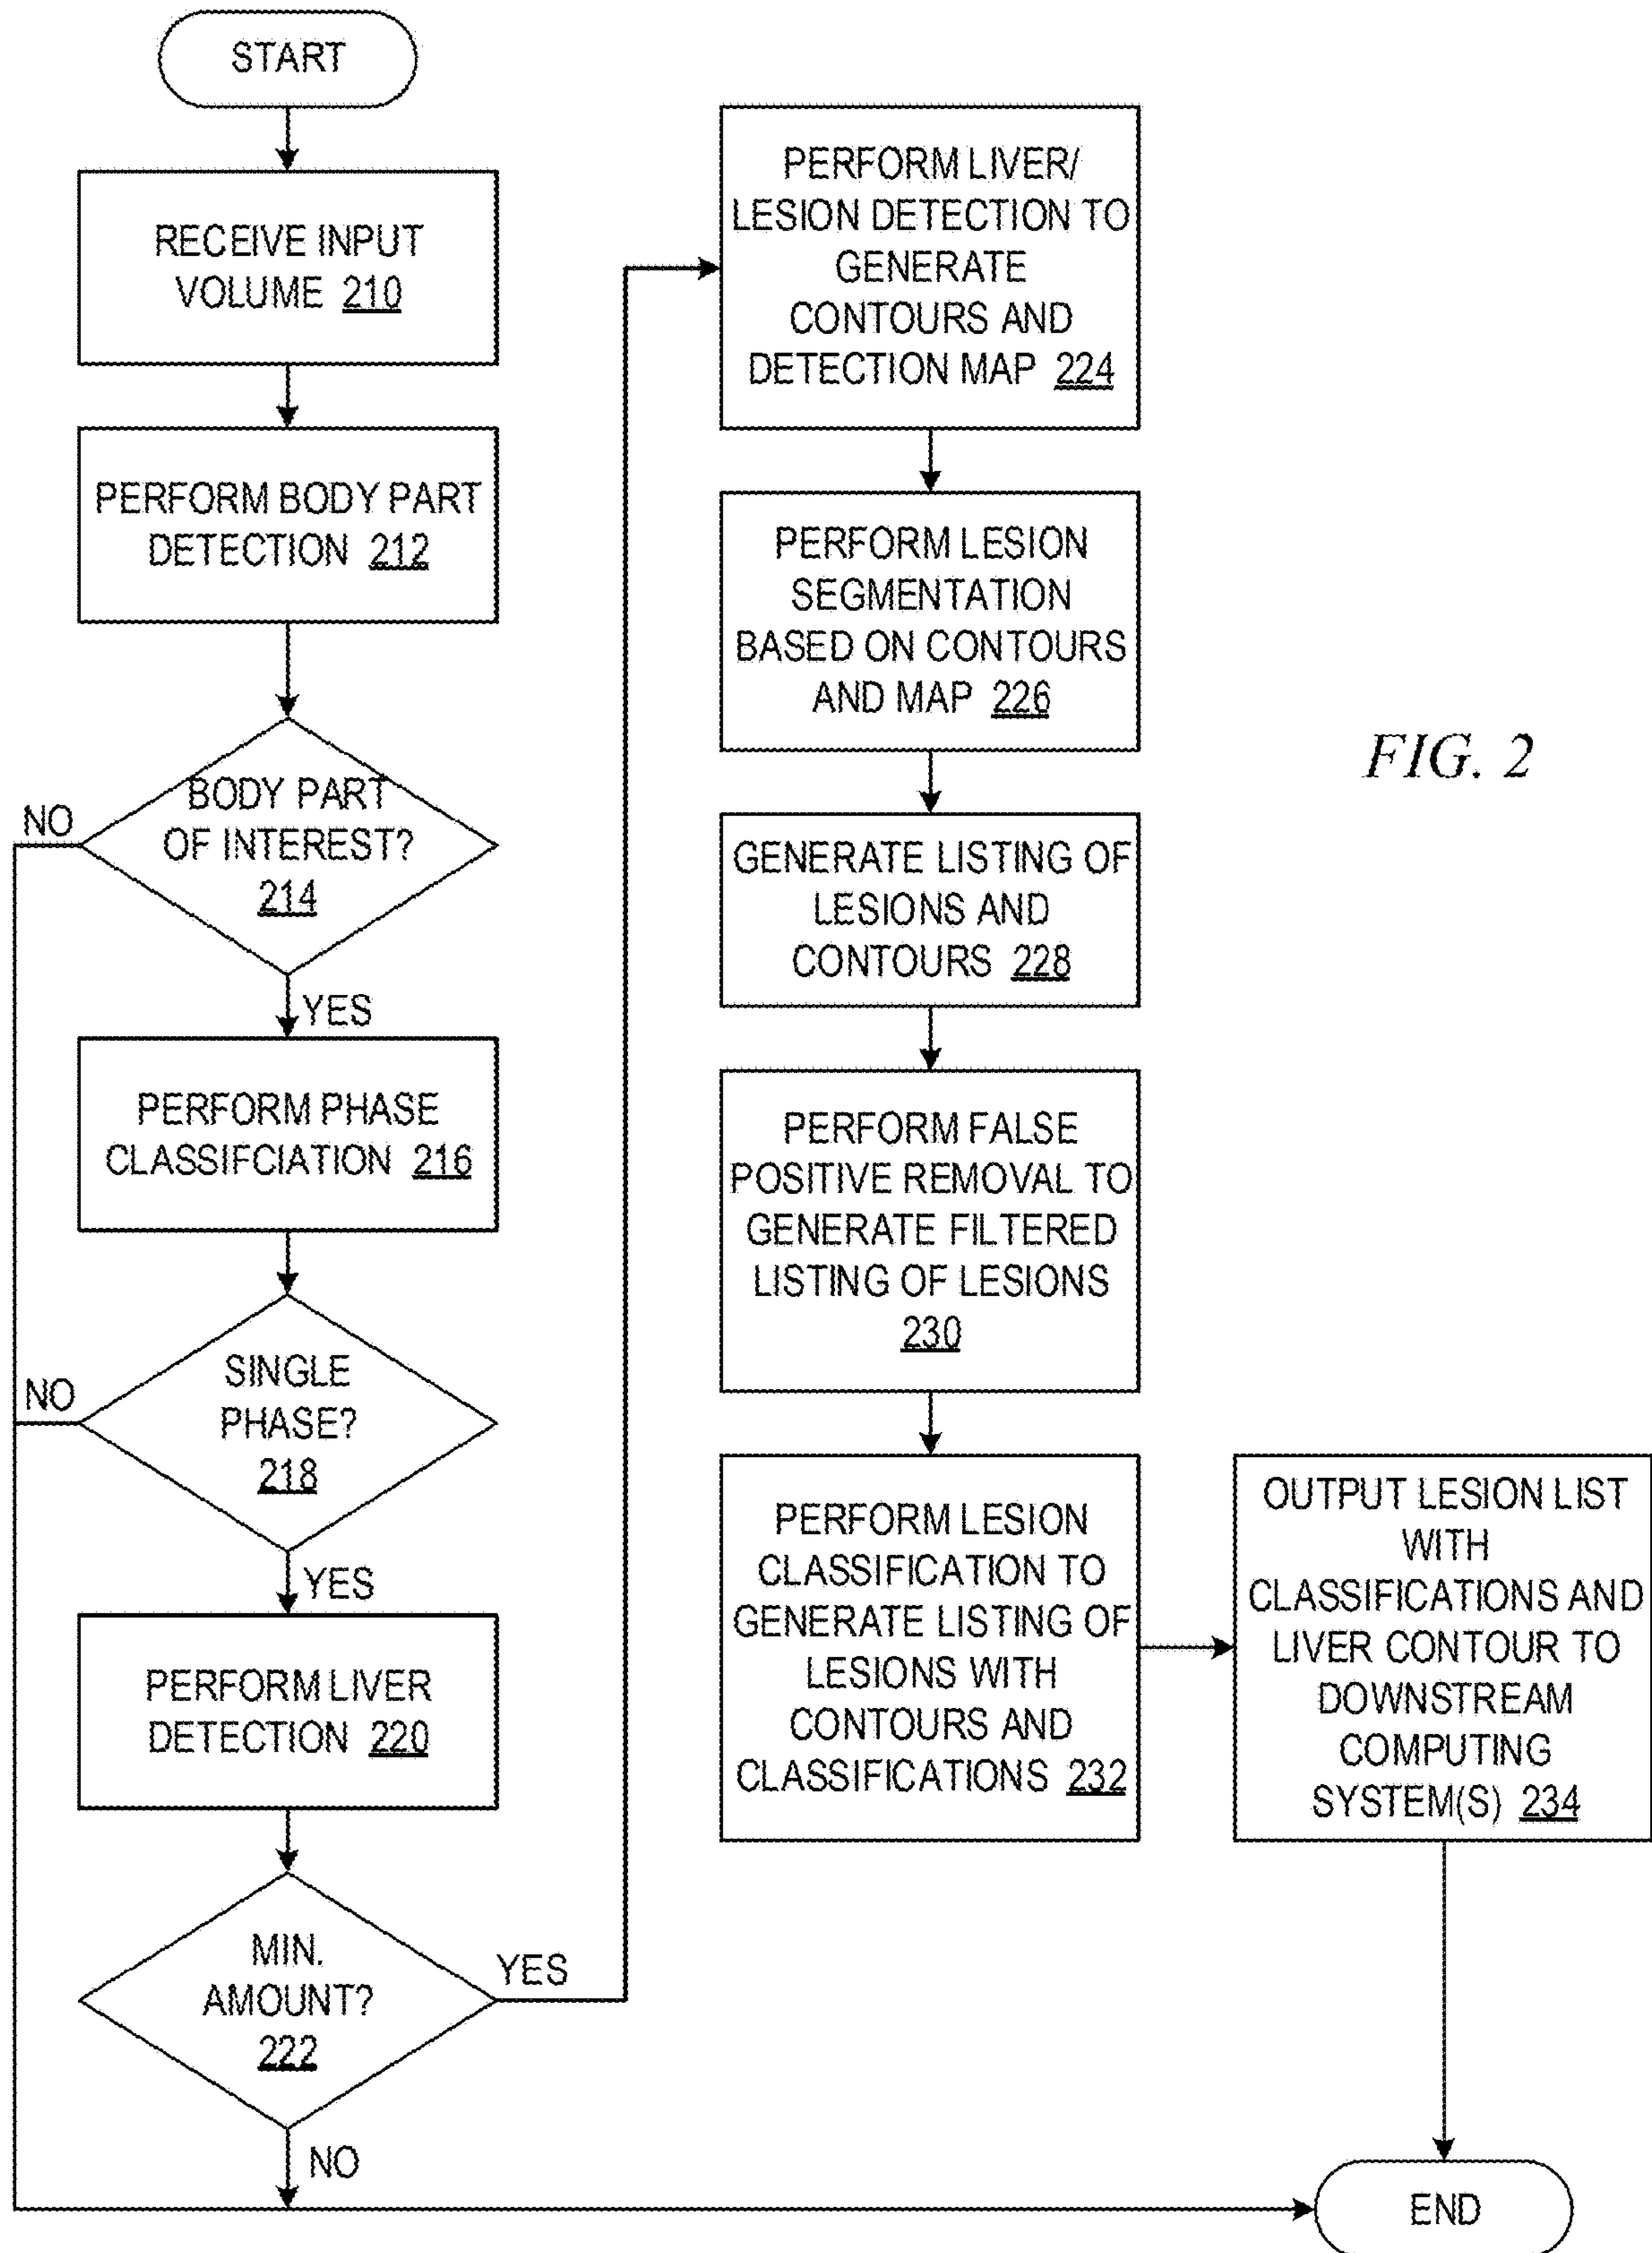 START
RECEIVE INPUT
VOLUME 210
PERFORM BODY PART
DETECTION 212
BODY PART
OF INTEREST?
214
NO
YES
PERFORM PHASE
CLASSIFCIATION 216
SINGLE
PHASE?
218
NO
YES
PERFORM LIVER
DETECTION 220
MIN.
AMOUNT?
222
YES
NO
PERFORM LIVER/
LESION DETECTION TO
GENERATE
CONTOURS AND
DETECTION MAP 224
PERFORM LESION
SEGMENTATION
BASED ON CONTOURS
AND MAP 226
GENERATE LISTING OF
LESIONS AND
CONTOURS 228
PERFORM FALSE
POSITIVE REMOVAL TO
GENERATE FILTERED
LISTING OF LESIONS
230
PERFORM LESION
CLASSIFICATION TO
GENERATE LISTING OF
LESIONS WITH
CONTOURS AND
CLASSIFICATIONS 232
OUTPUT LESION LIST
WITH
CLASSIFICATIONS AND
LIVER CONTOUR TO
DOWNSTREAM
COMPUTING
SYSTEM(S) 234
END
FIG. 2